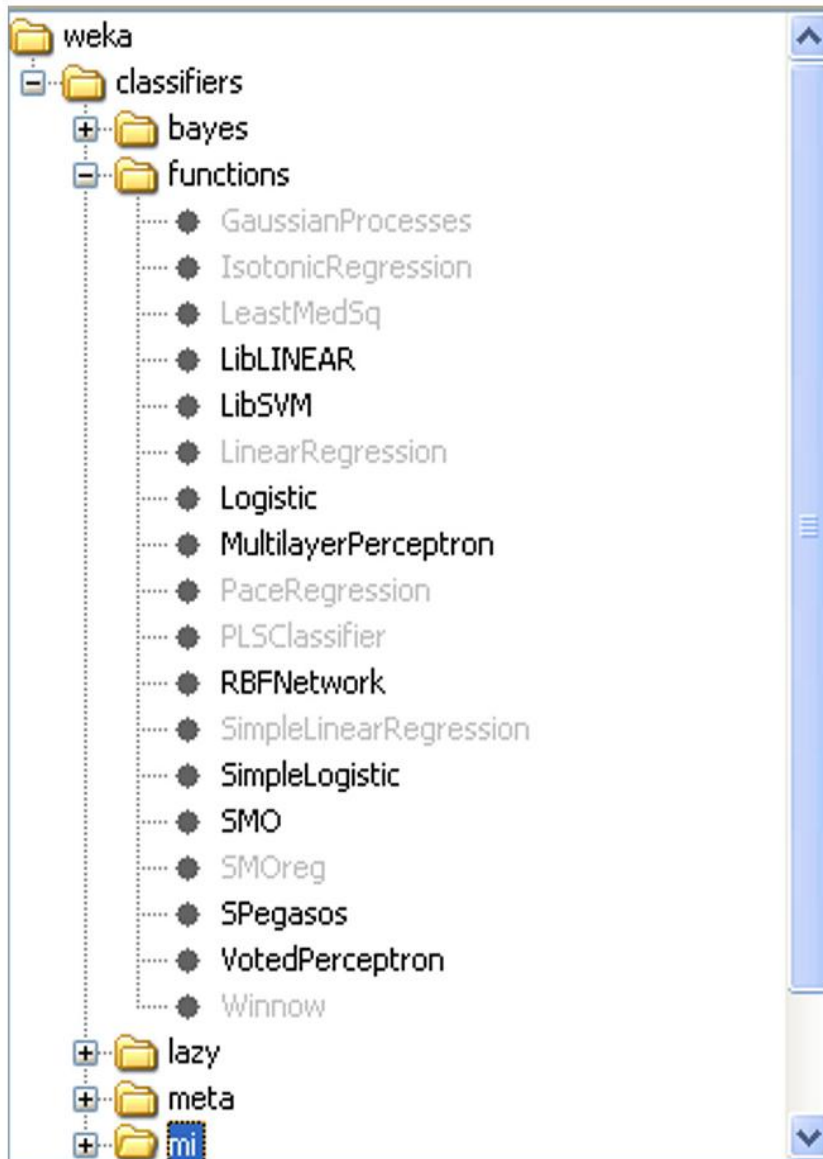 weka
classifiers
bayes
functions
GaussianProcesses
IsotonicRegression
LeastMedSq
LibLINEAR
LibSVM
LinearRegression
Logistic
MultilayerPerceptron
PaceRegression
PLSClassifier
RBFNetwork
SimpleLinearRegression
SimpleLogistic
SMO
SMOreg
SPegasos
VotedPerceptron
Winnow
lazy
meta
mi